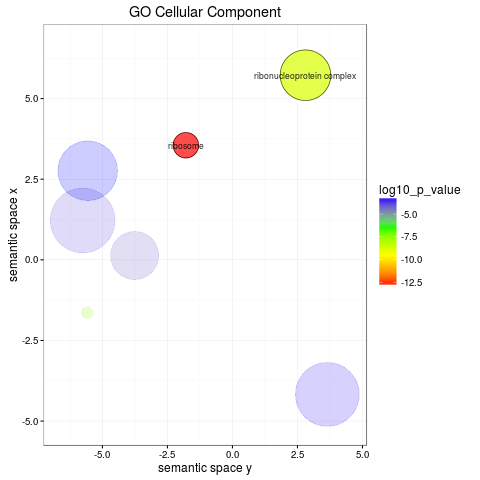 GO Cellular Component
ribonucleoprotein complex
ribosome
5.0
2.5
0.0
-2.5
-5.0
semantic space x
-5.0
-2.5
0.0
2.5
5.0
semantic space y
log10_p_value
-5.0
-7.5
-10.0
-12.5